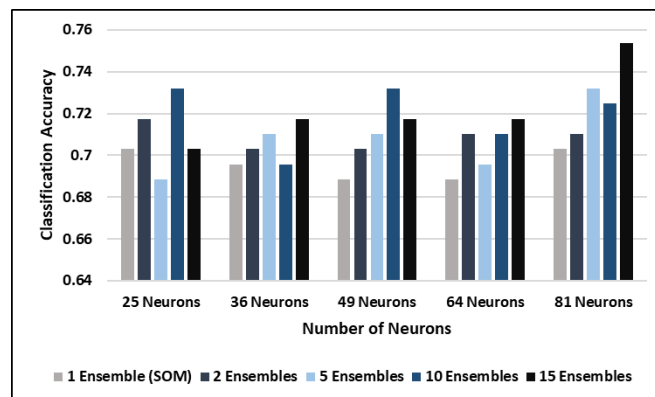 0.76
0.74
0.72
0.7
0.68
0.66
0.64
Classification Accuracy
25 Neurons 36 Neurons 49 Neurons 64 Neurons 81 Neurons
Number of Neurons
1 Ensemble (SOM) 2 Ensembles 5 Ensembles 10 Ensembles 15 Ensembles